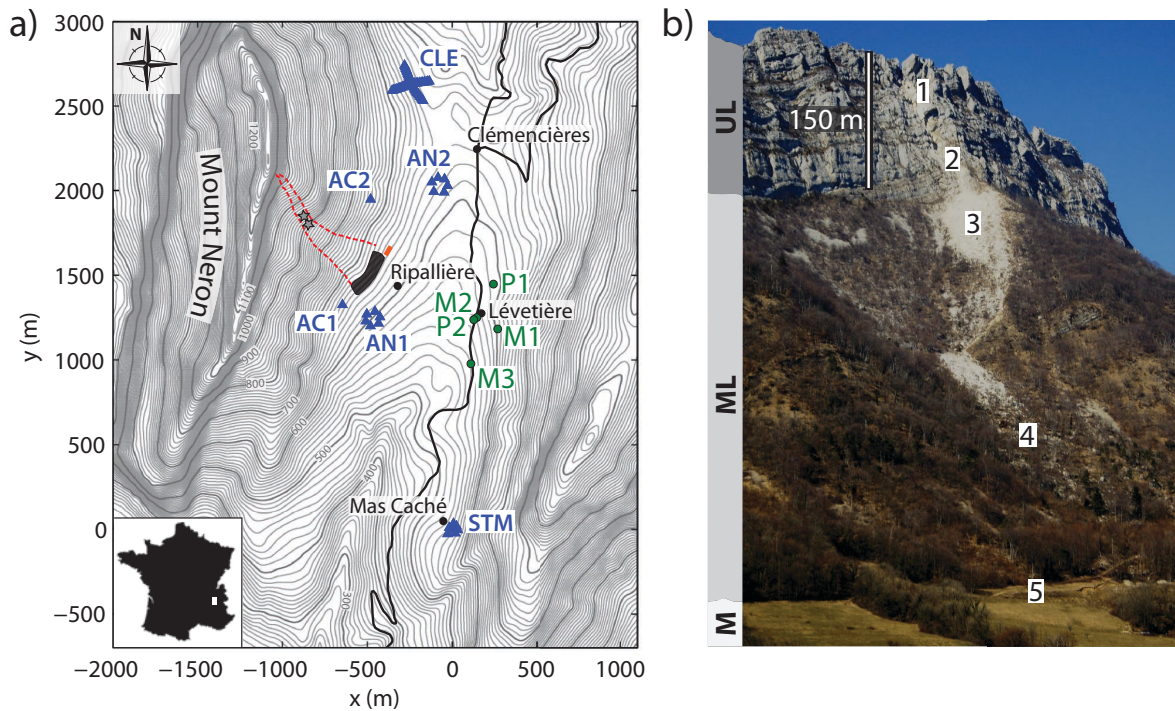 a)
3000
2500
2000
1500
1000
500
0
−500
y (m)
−2000
−1500
−1000
−500
0
500
1000
x (m)
N
CLE
Clémencières
AN2
AC2
1200
Mount Neron
Ripallière
P1
M2
Lévetière
P2
M1
AC1
AN1
M3
1100
1000
900
800
700
600
500
400
300
Mas Caché
STM
b)
UL
ML
M
150 m
1
2
3
4
5